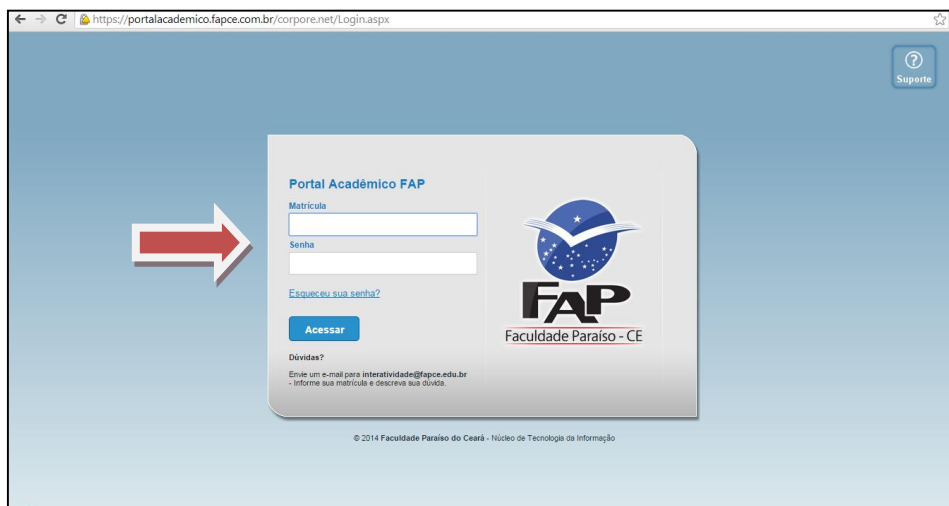 https://portalacademico.fapce.com.br/corpore.net/Login.aspx
Suporte
Portal Acadêmico FAP
Matrícula
Senha
Esqueceu sua senha?
Acessar
Dúvidas?
Envie um e-mail para interatividade@fapce.edu.br
- Informe sua matrícula e descreva sua dúvida.
FAP
Faculdade Paraíso - CE
© 2014 Faculdade Paraíso do Ceará - Núcleo de Tecnologia da Informação